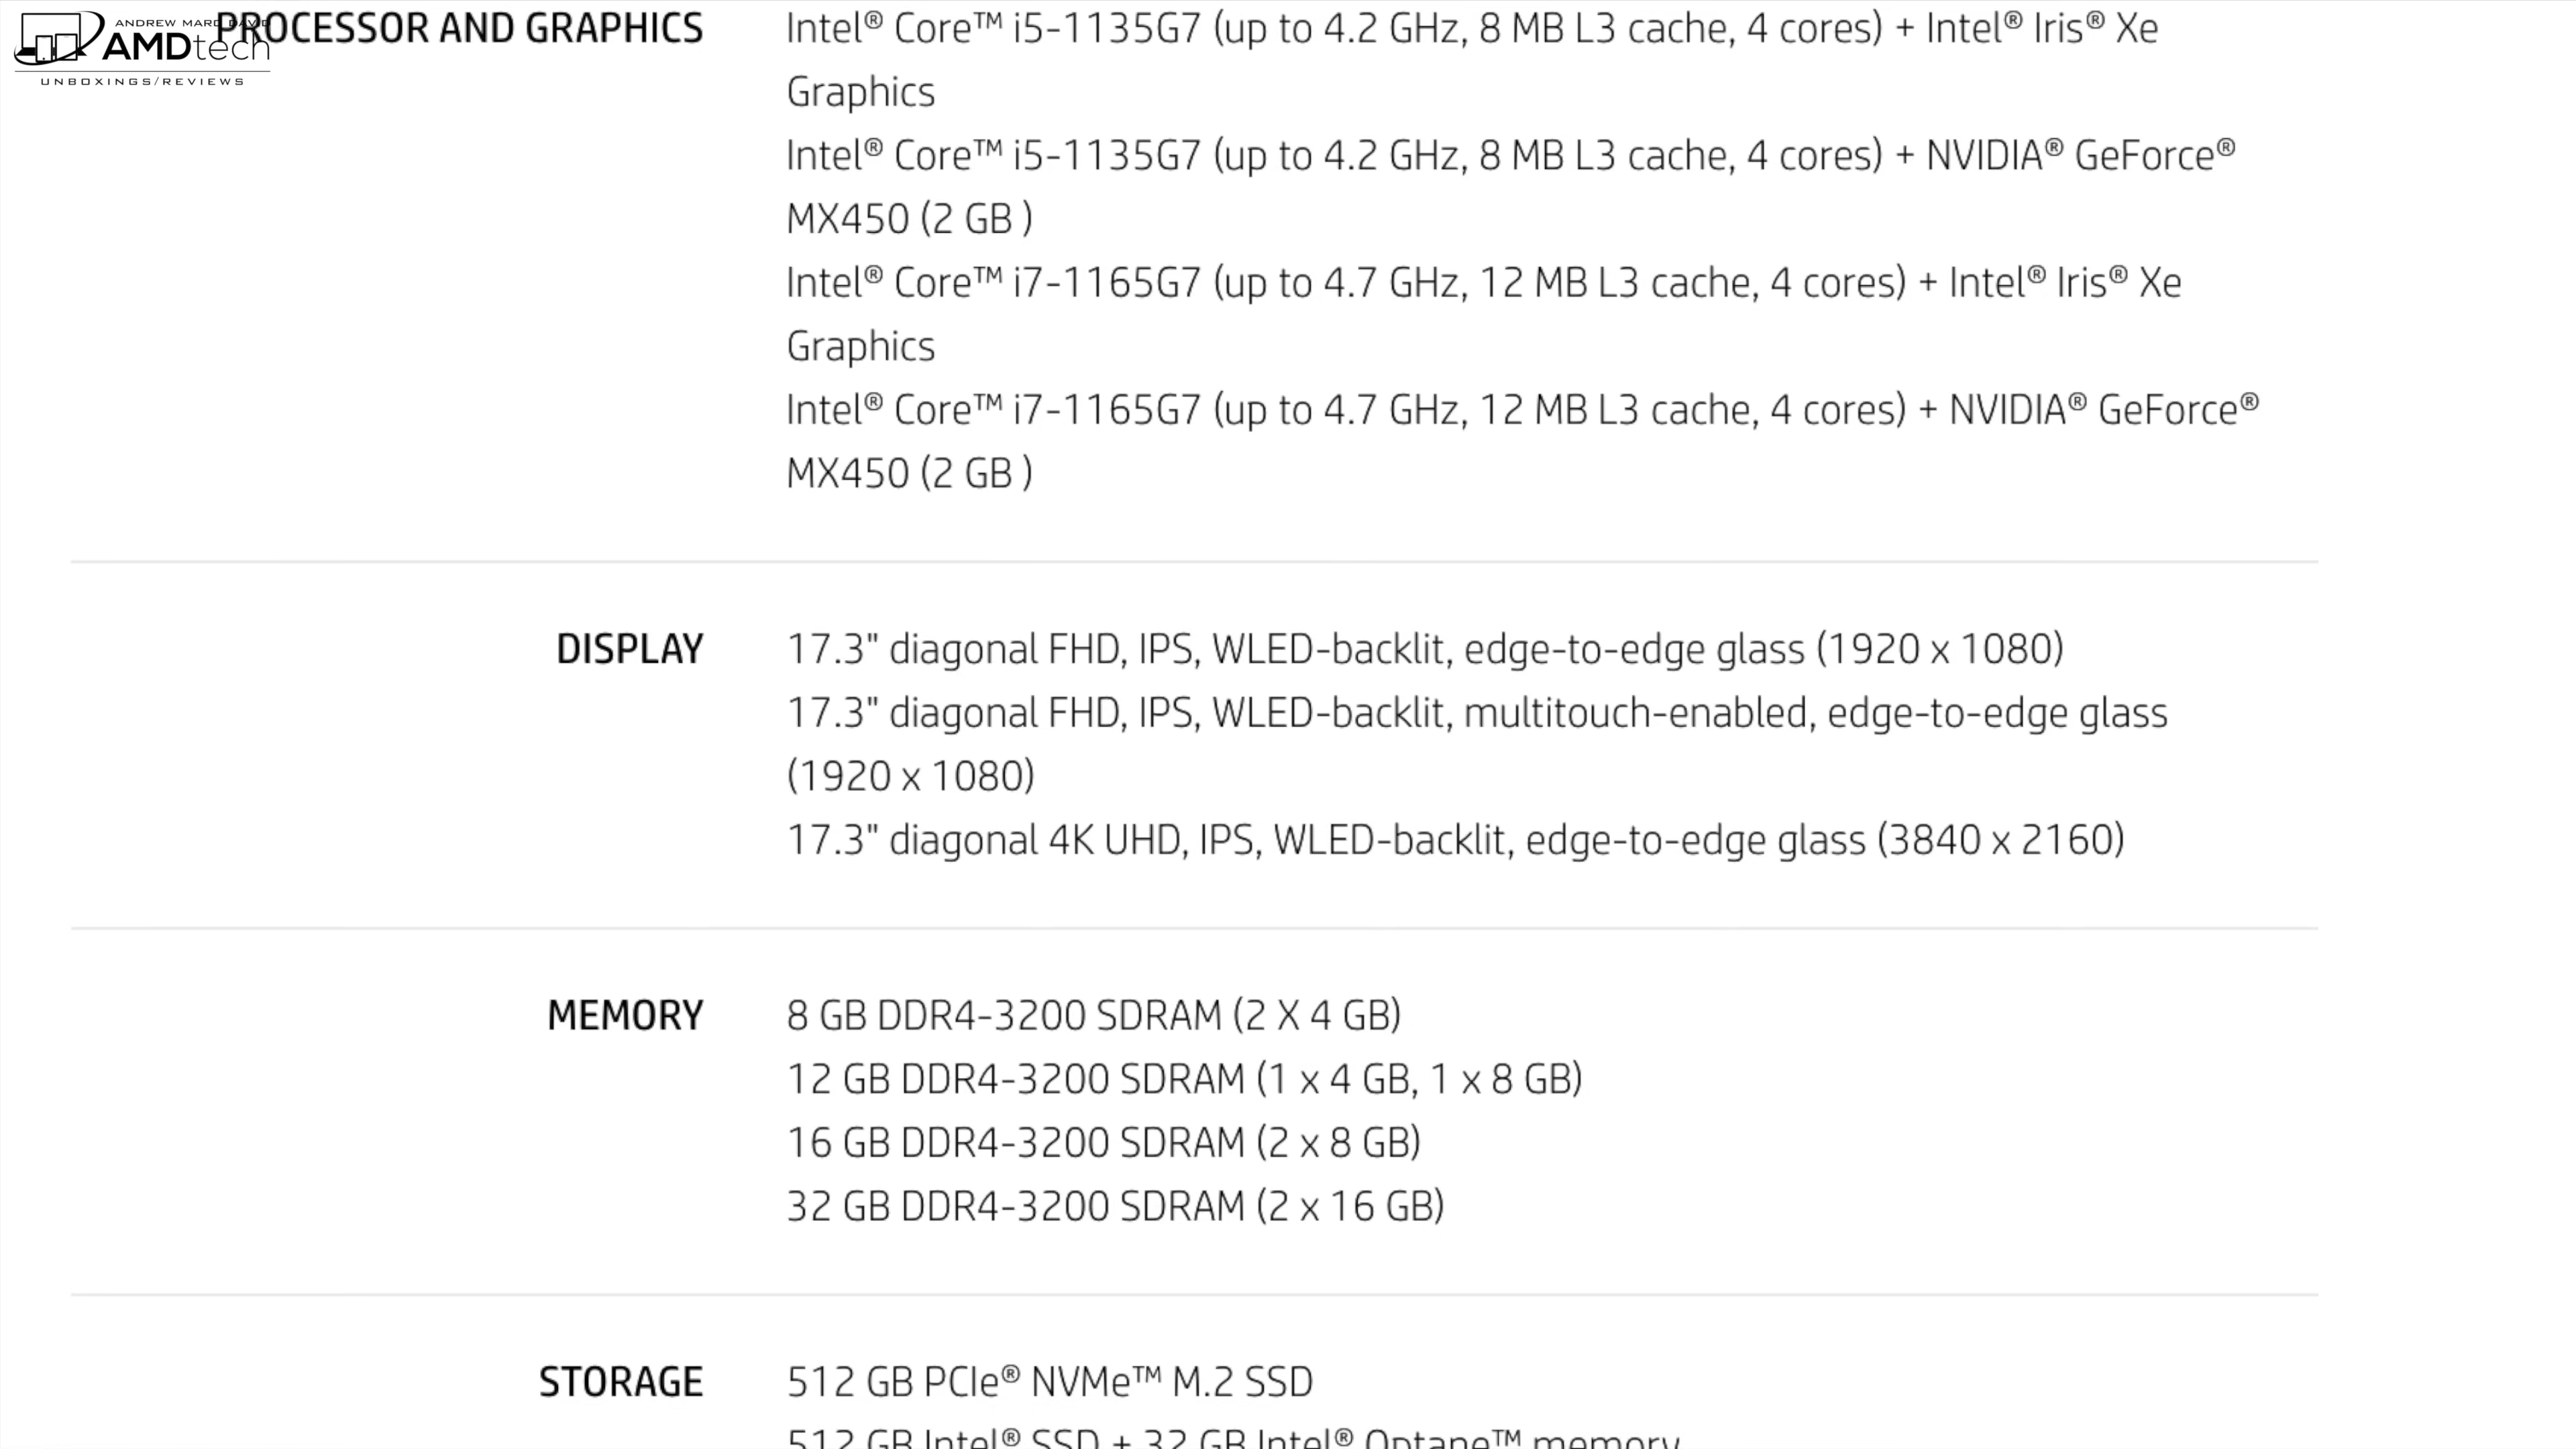 ANDREW MARC DAVID
AMDtech
UNBOXINGS/REVIEWS
PROCESSOR AND GRAPHICS
Intel® Core™ i5-1135G7 (up to 4.2 GHz, 8 MB L3 cache, 4 cores) + Intel® Iris® Xe
Graphics
Intel® Core™ i5-1135G7 (up to 4.2 GHz, 8 MB L3 cache, 4 cores) + NVIDIA® GeForce®
MX450 (2 GB )
Intel® Core™ i7-1165G7 (up to 4.7 GHz, 12 MB L3 cache, 4 cores) + Intel® Iris® Xe
Graphics
Intel® Core™ i7-1165G7 (up to 4.7 GHz, 12 MB L3 cache, 4 cores) + NVIDIA® GeForce®
MX450 (2 GB )
DISPLAY
17.3" diagonal FHD, IPS, WLED-backlit, edge-to-edge glass (1920 x 1080)
17.3" diagonal FHD, IPS, WLED-backlit, multitouch-enabled, edge-to-edge glass
(1920 x 1080)
17.3" diagonal 4K UHD, IPS, WLED-backlit, edge-to-edge glass (3840 x 2160)
MEMORY
8 GB DDR4-3200 SDRAM (2 X 4 GB)
12 GB DDR4-3200 SDRAM (1 x 4 GB, 1 x 8 GB)
16 GB DDR4-3200 SDRAM (2 x 8 GB)
32 GB DDR4-3200 SDRAM (2 x 16 GB)
STORAGE
512 GB PCIe® NVMe™ M.2 SSD
512 GB Intel® SSD + 32 GB Intel® Optane™ memory